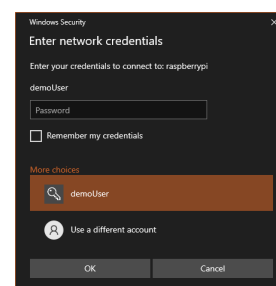 Windows Security
Enter network credentials
Enter your credentials to connect to: raspberrypi
demoUser
Password
Remember my credentials
More choices
demoUser
Use a different account
OK Cancel